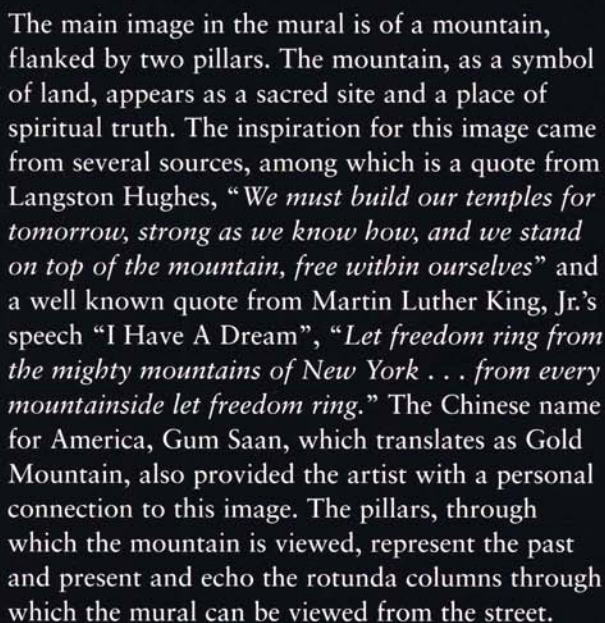 The main image in the mural is of a mountain,
flanked by two pillars. The mountain, as a symbol
of land, appears as a sacred site and a place of
spiritual truth. The inspiration for this image came
from several sources, among which is a quote from
Langston Hughes, “We must build our temples for
tomorrow, strong as we know how, and we stand
on top of the mountain, free within ourselves” and
a well known quote from Martin Luther King, Jr.’s
speech “I Have A Dream”, “Let freedom ring from
the mighty mountains of New York . . . from every
mountainside let freedom ring.” The Chinese name
for America, Gum Saan, which translates as Gold
Mountain, also provided the artist with a personal
connection to this image. The pillars, through
which the mountain is viewed, represent the past
and present and echo the rotunda columns through
which the mural can be viewed from the street.